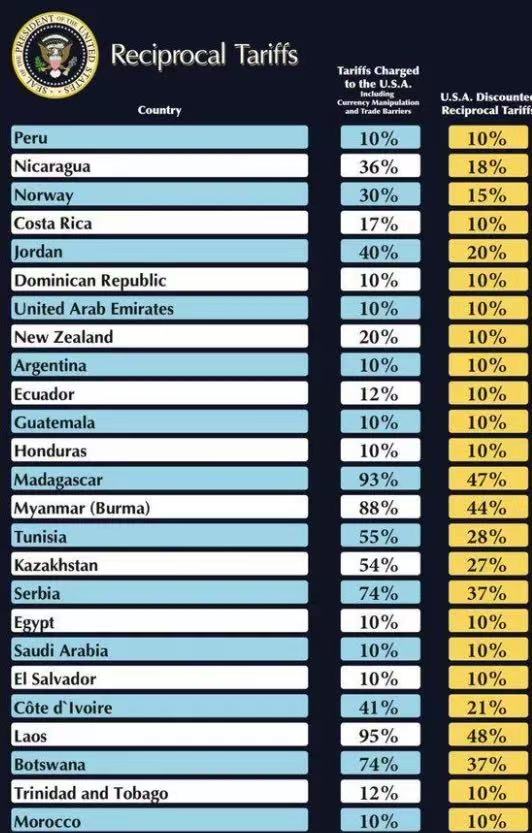 Reciprocal Tariffs
Tariffs Charged
to the U.S.A.
Including
Currency Manipulation
and Trade Barriers
U.S.A. Discounted
Reciprocal Tariffs
Country
Peru 10% 10%
Nicaragua 36% 18%
Norway 30% 15%
Costa Rica 17% 10%
Jordan 40% 20%
Dominican Republic 10% 10%
United Arab Emirates 10% 10%
New Zealand 20% 10%
Argentina 10% 10%
Ecuador 12% 10%
Guatemala 10% 10%
Honduras 10% 10%
Madagascar 93% 47%
Myanmar (Burma) 88% 44%
Tunisia 55% 28%
Kazakhstan 54% 27%
Serbia 74% 37%
Egypt 10% 10%
Saudi Arabia 10% 10%
El Salvador 10% 10%
Côte d`Ivoire 41% 21%
Laos 95% 48%
Botswana 74% 37%
Trinidad and Tobago 12% 10%
Morocco 10% 10%
SEAL OF THE PRESIDENT OF THE UNITED STATES